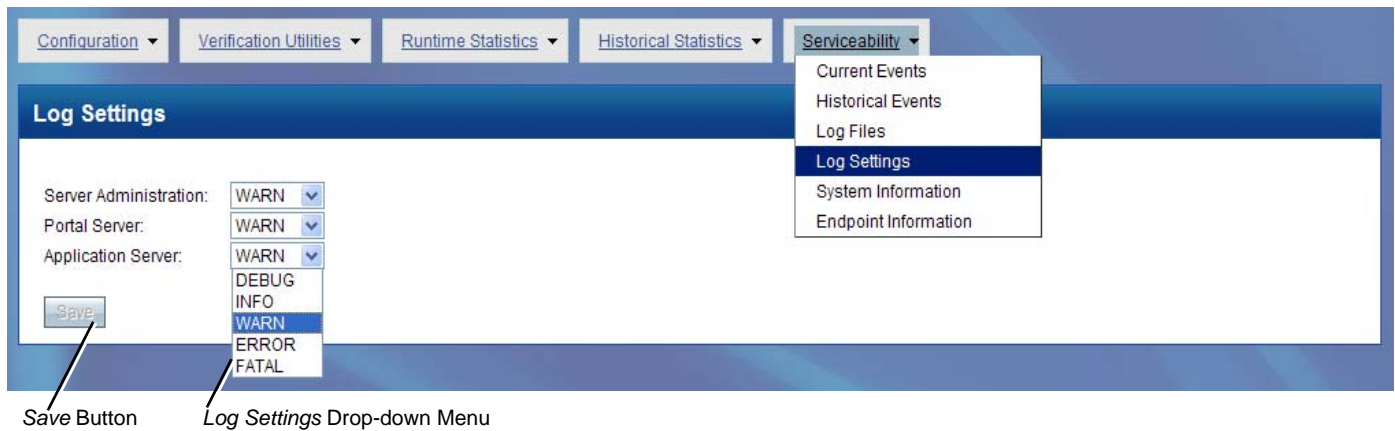 Configuration Verification Utilities Runtime Statistics Historical Statistics Serviceability
Current Events
Historical Events
Log Files
Log Settings
System Information
Endpoint Information
Log Settings
Server Administration: WARN
Portal Server: WARN
Application Server: WARN
DEBUG
INFO
WARN
ERROR
FATAL
Save
Save Button
Log Settings Drop-down Menu